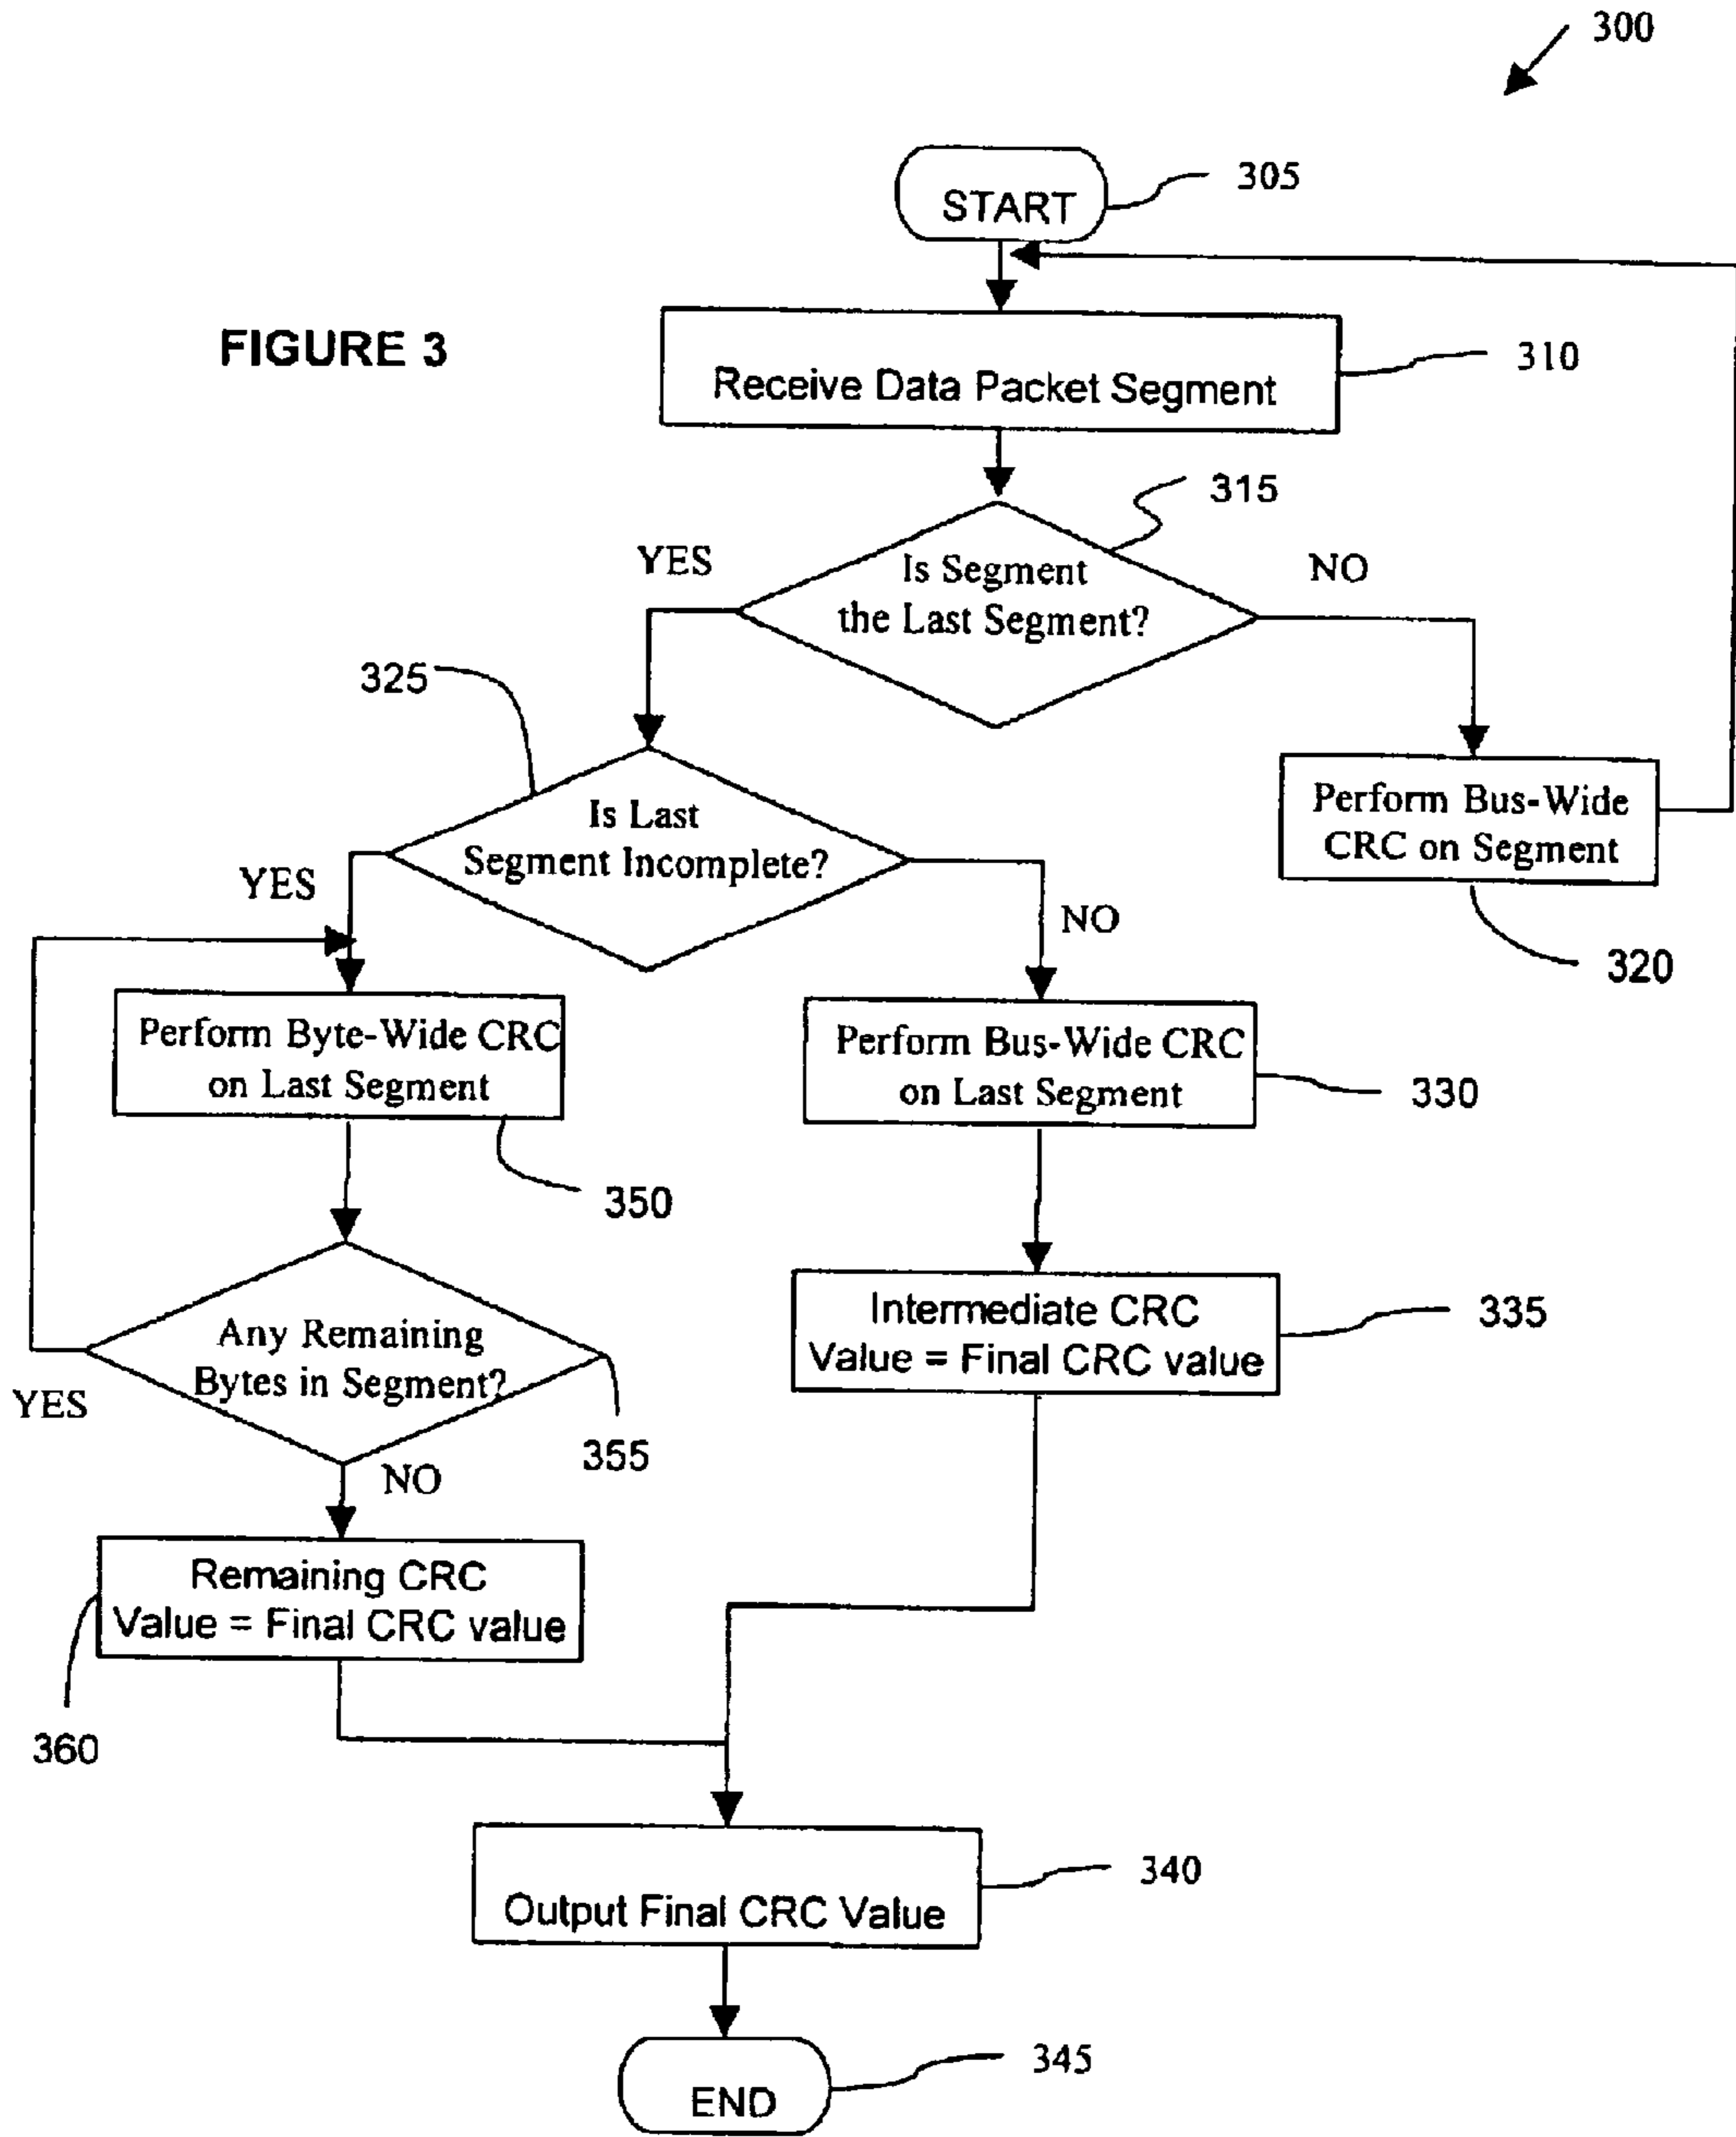 300
START
305
FIGURE 3
Receive Data Packet Segment
310
315
YES
Is Segment
the Last Segment?
NO
325
Is Last
Segment Incomplete?
YES
NO
Perform Bus-Wide
CRC on Segment
320
Perform Byte-Wide CRC
on Last Segment
350
Perform Bus-Wide CRC
on Last Segment
330
Any Remaining
Bytes in Segment?
YES
355
NO
Intermediate CRC
Value = Final CRC value
335
Remaining CRC
Value = Final CRC value
360
Output Final CRC Value
340
END
345